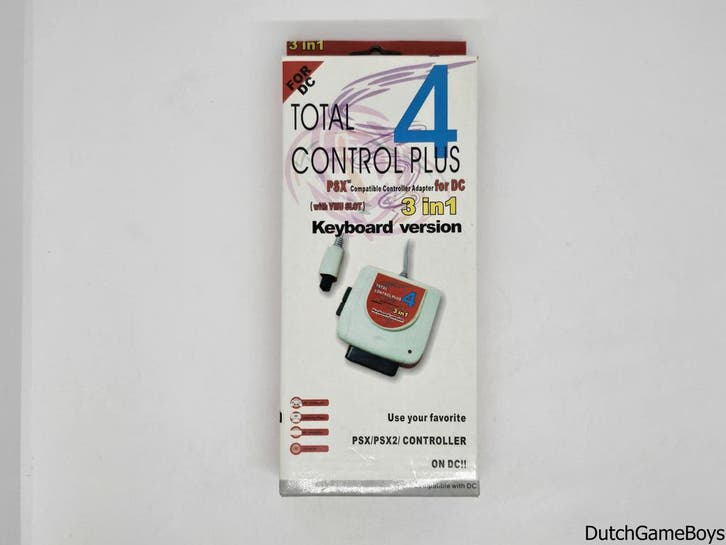 3 in1
FOR
DC
TOTAL 4
CONTROL PLUS
PSX™ Compatible Controller Adapter for DC
(with VMU SLOT) 3 in1
Keyboard version
TOTAL
CONTROL PLUS 4
3 in1
Use your favorite
PSX/PSX2/ CONTROLLER
ON DC!!
compatible with DC
DutchGameBoys